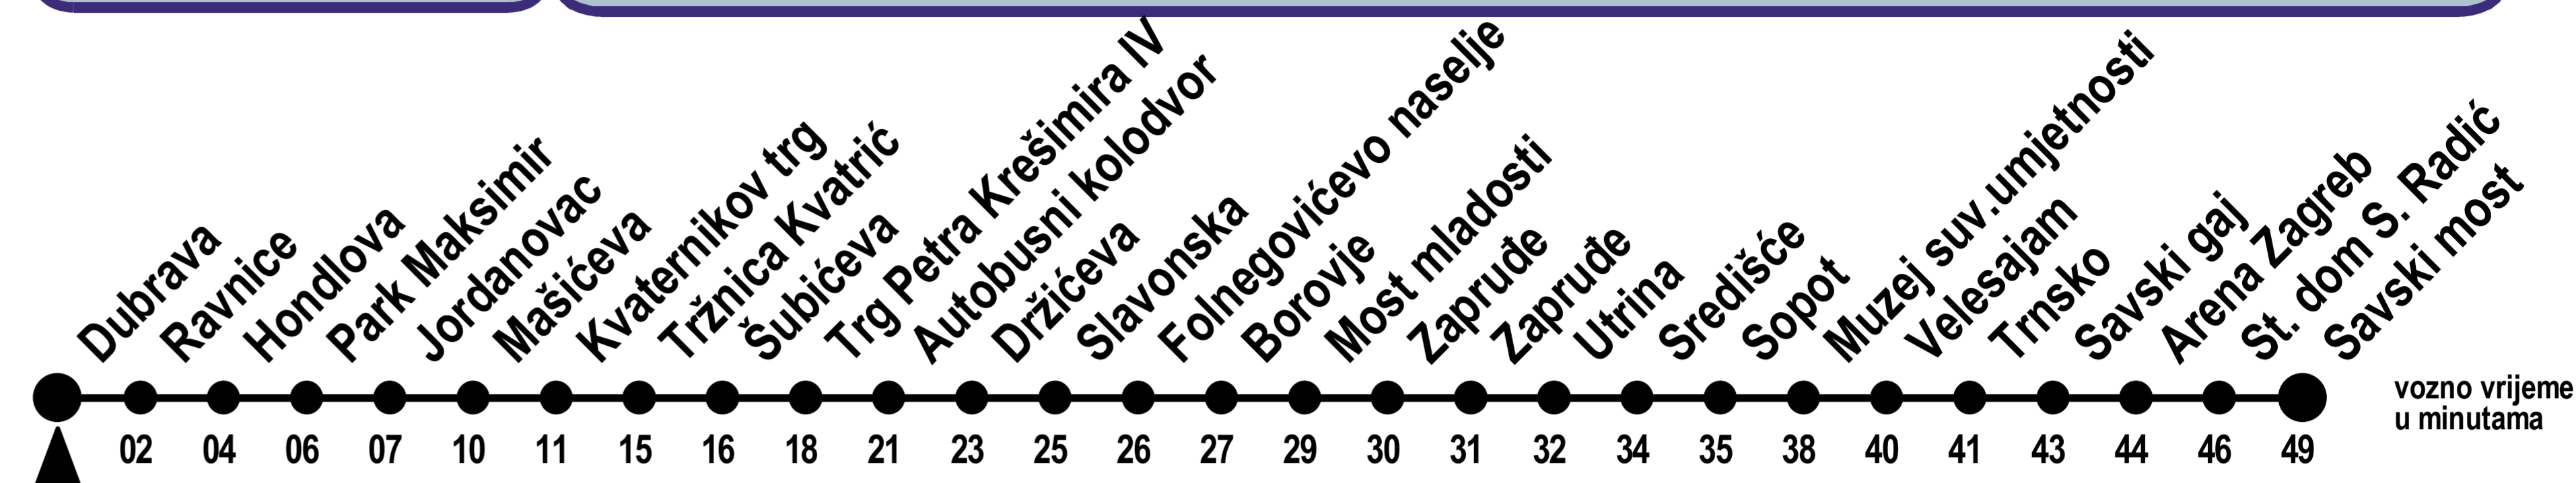 Dubrava
Ravnice
Hondlova
Park Maksimir
Jordanovac
Mašićeva
Kvaternikov trg
Tržnica Kvatrić
Šubićeva
Trg Petra Krešimira IV
Autobusni kolodvor
Držićeva
Slavonska
Folnegovićevo naselje
Borovje
Most mladosti
Zapruđe
Zapruđe
Utrina
Središće
Sopot
Muzej suv.umjetnosti
Velesajam
Trnsko
Savski gaj
Arena Zagreb
St. dom S. Radić
Savski most
vozno vrijeme
u minutama
02 04 06 07 10 11 15 16 18 21 23 25 26 27 29 30 31 32 34 35 38 40 41 43 44 46 49